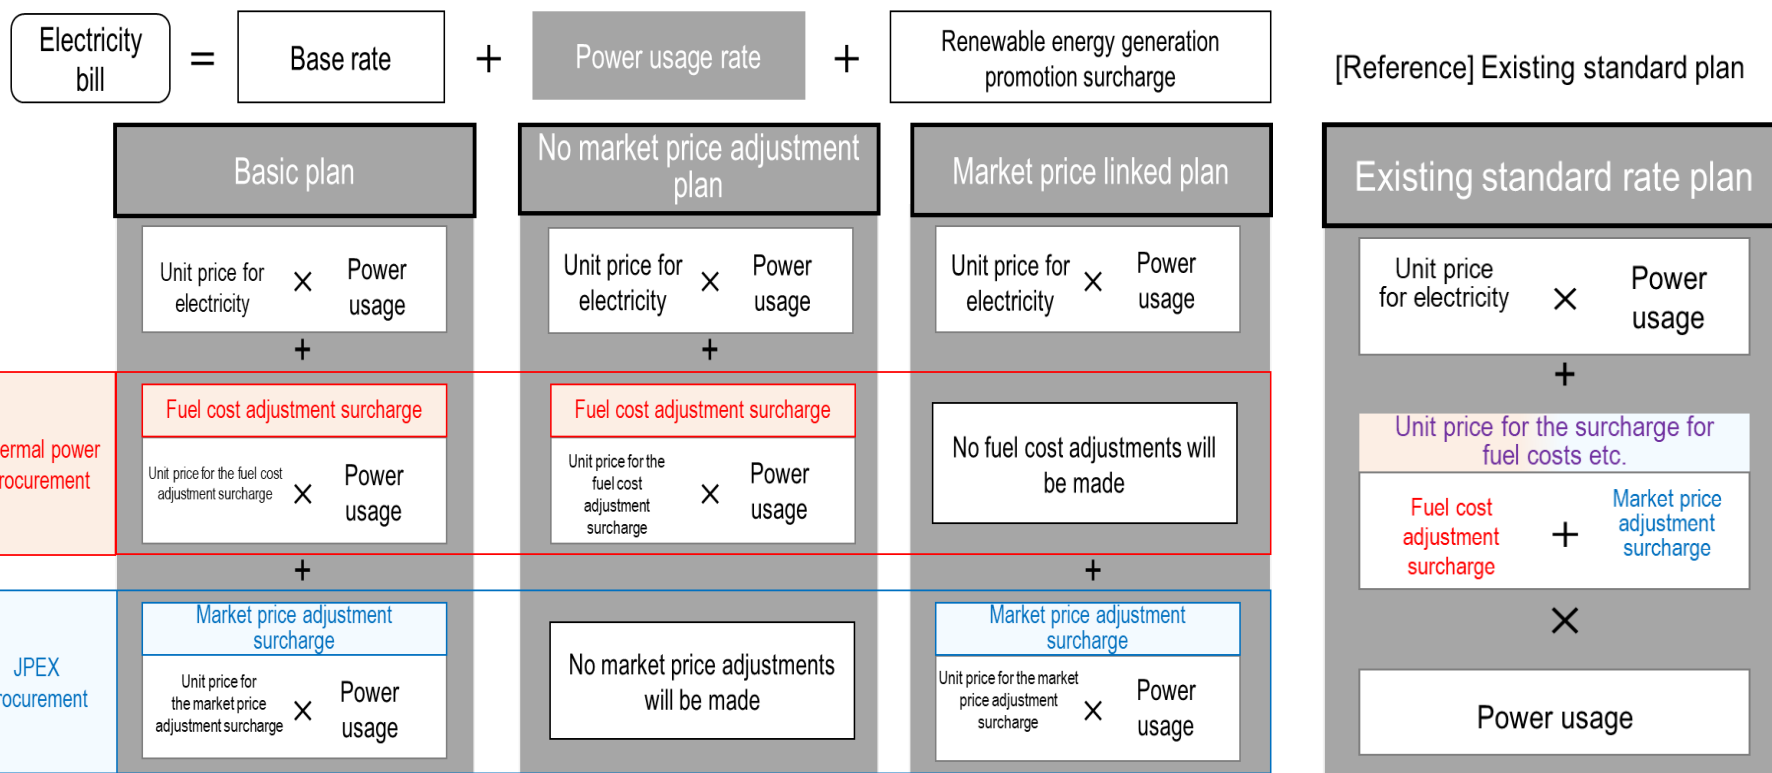 Electricity
bill
=
Base rate
+
Power usage rate
+
Renewable energy generation
promotion surcharge
[Reference] Existing standard plan
Basic plan
No market price adjustment
plan
Market price linked plan
Existing standard rate plan
Unit price for
electricity
×
Power
usage
Unit price for
electricity
×
Power
usage
Unit price for
electricity
×
Power
usage
Unit price
for electricity
×
Power
usage
+
+
+
ermal power
rocurement
Fuel cost adjustment surcharge
Unit price for the fuel cost
adjustment surcharge
×
Power
usage
Fuel cost adjustment surcharge
Unit price for the
fuel cost
adjustment
surcharge
×
Power
usage
No fuel cost adjustments will
be made
Unit price for the surcharge for
fuel costs etc.
Fuel cost
adjustment
surcharge
+
Market price
adjustment
surcharge
+
+
×
JPEX
rocurement
Market price adjustment
surcharge
Unit price for
the market price
adjustment surcharge
×
Power
usage
No market price adjustments
will be made
Market price adjustment
surcharge
Unit price for the market
price adjustment
surcharge
×
Power
usage
Power usage